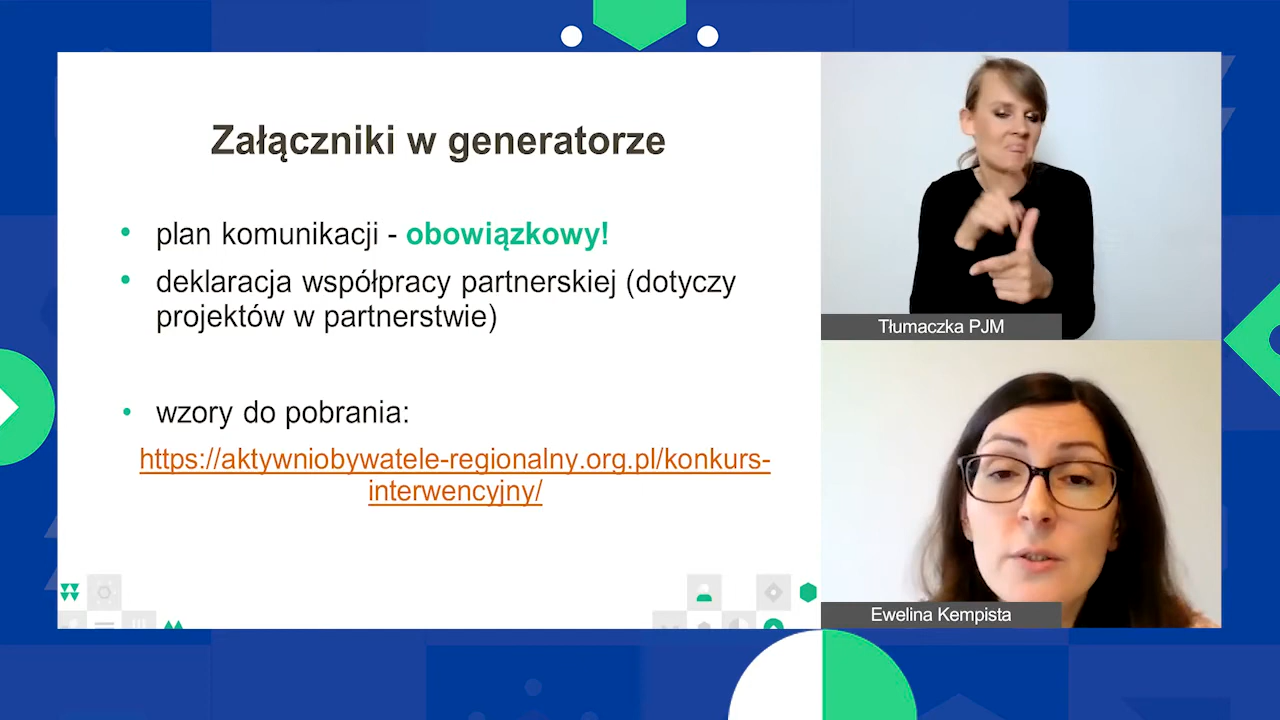 Załączniki w generatorze
• plan komunikacji - obowiązkowy!
• deklaracja współpracy partnerskiej (dotyczy
projektów w partnerstwie)
• wzory do pobrania:
https://aktywniobywatele-regionalny.org.pl/konkurs-
interwencyjny/
Tłumaczka PJM
Ewelina Kempista